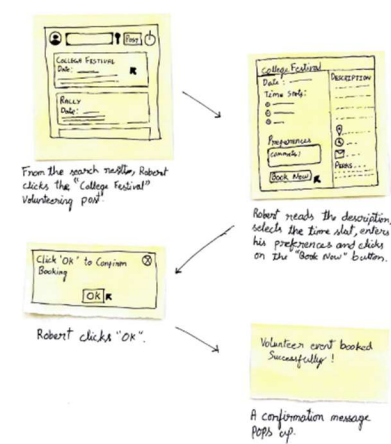 Post
COLLEGE FESTIVAL
Date:
RALLY
Date:
From the search results, Robert
clicks the "College Festival"
Volunteering post.
College Festival
Date:
Time Slots:
Preferences
Comments:
Book Now
DESCRIPTION
PERKS
Robert reads the description,
selects the time slot, enters
his preferences and clicks
on the "Book Now" button.
Click 'OK' to Confirm
Booking
OK
Robert clicks "OK".
Volunteer event booked
Successfully!
A confirmation message
pops up.